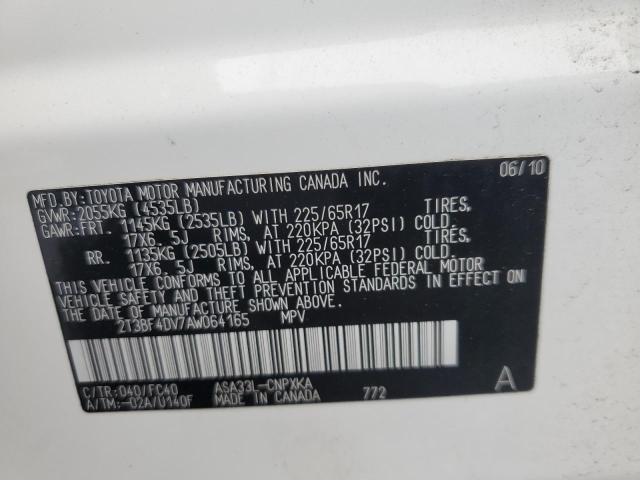 MFD.BY:TOYOTA MOTOR MANUFACTURING CANADA INC. 06/10
GVWR:2055KG (4535LB)
GAWR:FRT. 1145KG (2535LB) WITH 225/65R17 TIRES,
17X6. 5J RIMS, AT 220KPA (32PSI) COLD.
RR. 1135KG (2505LB) WITH 225/65R17 TIRES,
17X6. 5J RIMS, AT 220KPA (32PSI) COLD.
THIS VEHICLE CONFORMS TO ALL APPLICABLE FEDERAL MOTOR
VEHICLE SAFETY AND THEFT PREVENTION STANDARDS IN EFFECT ON
THE DATE OF MANUFACTURE SHOWN ABOVE.
2T3BF4DV7AW064165 MPV
C/TR:040/FC40 ASA33L-CNPXKA A
A/TM:-02A/U140F MADE IN CANADA 772